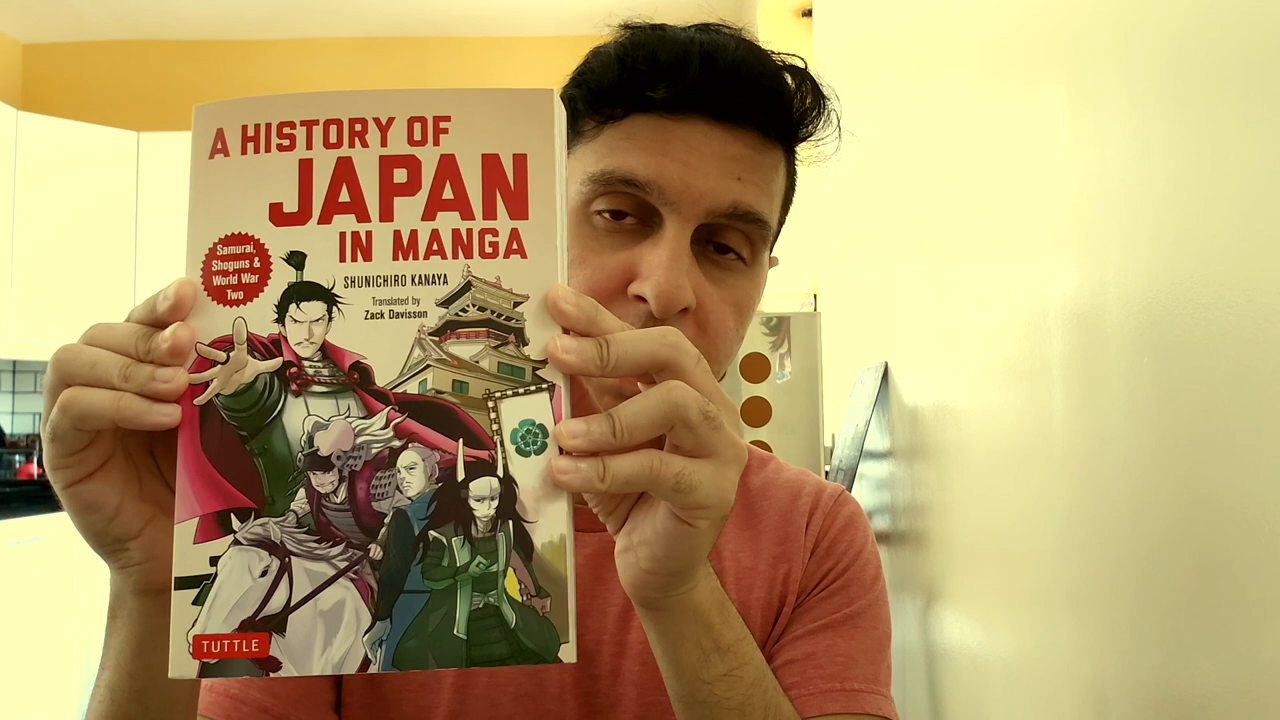 A HISTORY OF
JAPAN
IN MANGA
Samurai,
Shoguns &
World War
Two
SHUNICHIRO KANAYA
Translated by
Zack Davisson
TUTTLE